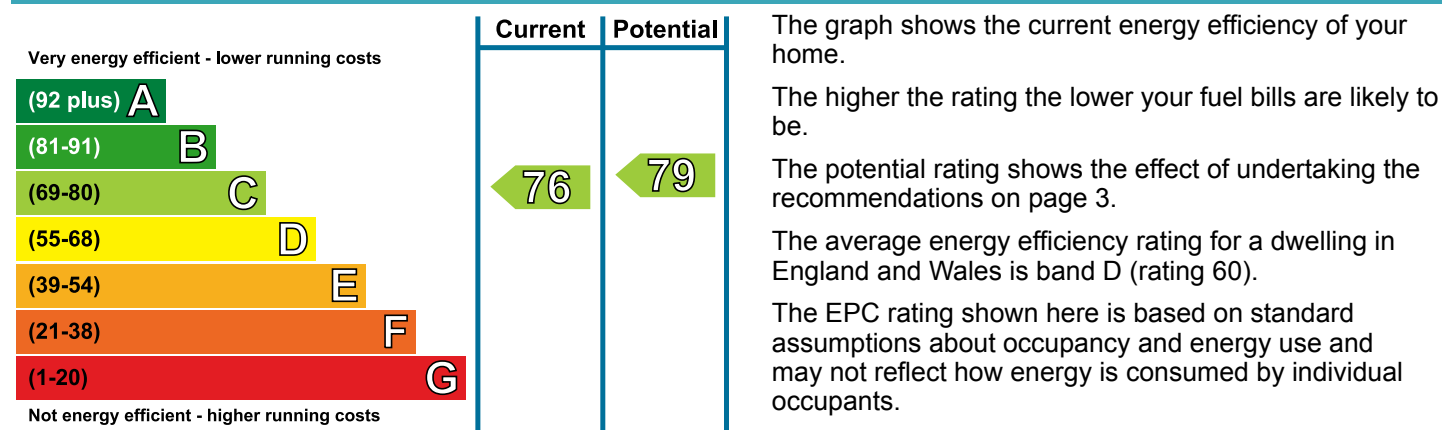 Current Potential
Very energy efficient - lower running costs
(92 plus) A
(81-91) B
(69-80) C
(55-68) D
(39-54) E
(21-38) F
(1-20) G
Not energy efficient - higher running costs
76
79
The graph shows the current energy efficiency of your
home.
The higher the rating the lower your fuel bills are likely to
be.
The potential rating shows the effect of undertaking the
recommendations on page 3.
The average energy efficiency rating for a dwelling in
England and Wales is band D (rating 60).
The EPC rating shown here is based on standard
assumptions about occupancy and energy use and
may not reflect how energy is consumed by individual
occupants.